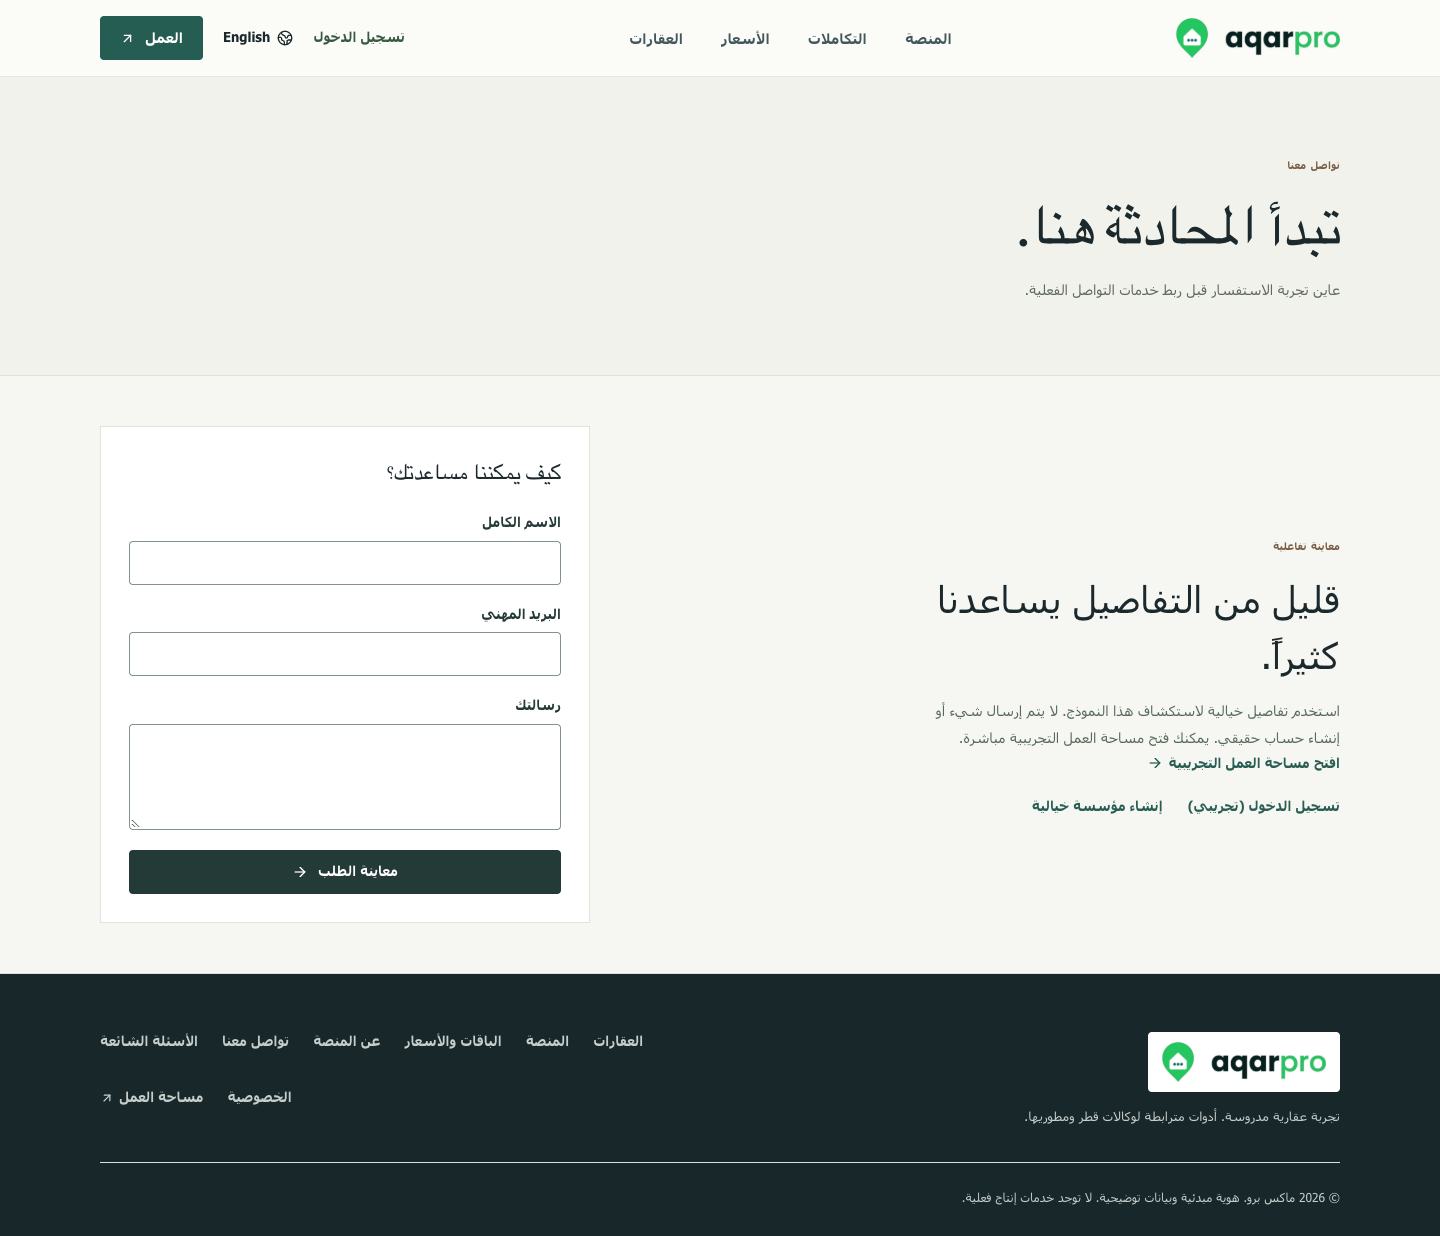 aqarpro
المنصة
التكاملات
الأسعار
العقارات
تسجيل الدخول
English
العمل
تواصل معنا
تبدأ المحادثة هنا.
عاين تجربة الاستفسار قبل ربط خدمات التواصل الفعلية.
معاينة تفاعلية
قليل من التفاصيل يساعدنا
كثيراً.
استخدم تفاصيل خيالية لاستكشاف هذا النموذج. لا يتم إرسال شيء أو
إنشاء حساب حقيقي. يمكنك فتح مساحة العمل التجريبية مباشرة.
افتح مساحة العمل التجريبية →
تسجيل الدخول (تجريبي)
إنشاء مؤسسة خيالية
كيف يمكننا مساعدتك؟
الاسم الكامل
البريد المهني
رسالتك
معاينة الطلب →
aqarpro
تجربة عقارية مدروسة. أدوات مترابطة لوكالات قطر ومطوريها.
العقارات
المنصة
الباقات والأسعار
عن المنصة
تواصل معنا
الأسئلة الشائعة
الخصوصية
مساحة العمل
© 2026 ماكس برو. هوية مبدئية وبيانات توضيحية. لا توجد خدمات إنتاج فعلية.